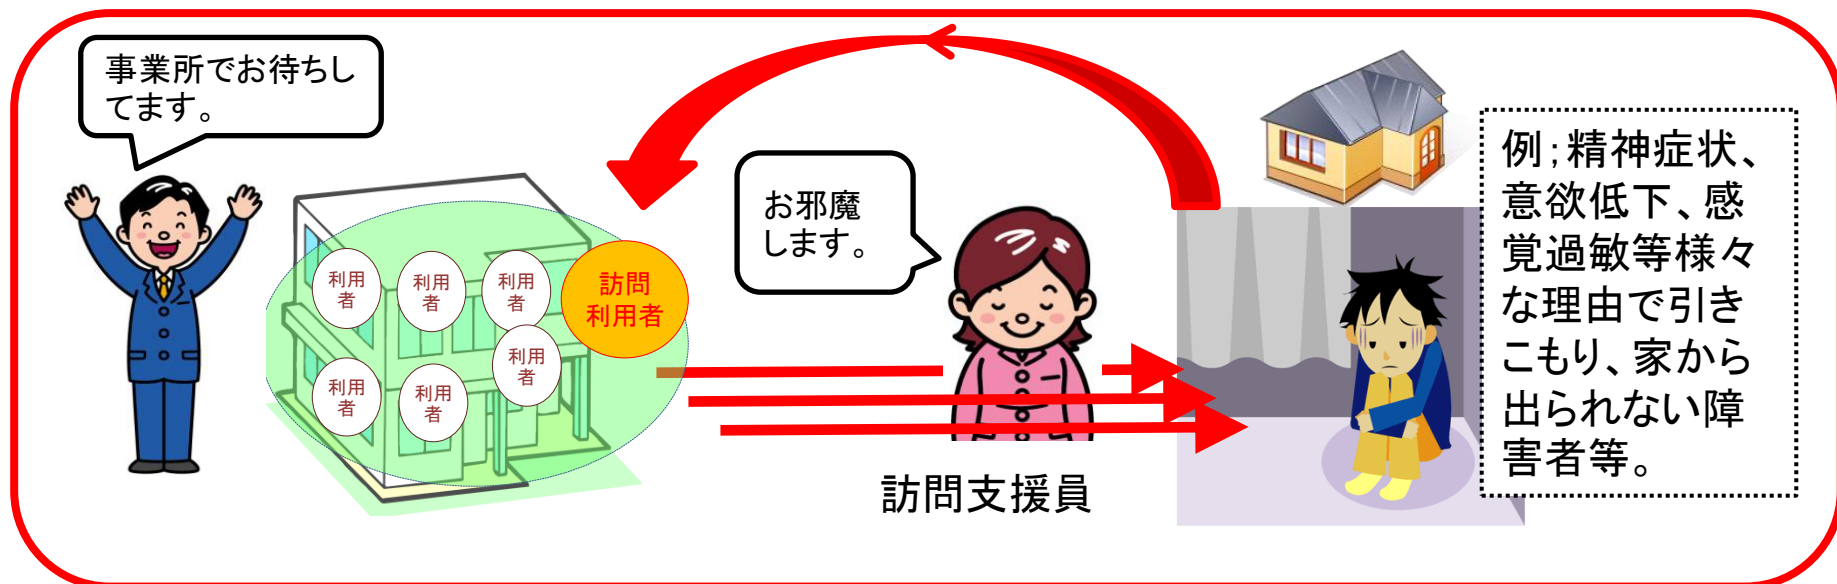 事業所でお待ちし
てます。
利用
者
利用
者
利用
者
訪問
利用者
利用
者
利用
者
利用
者
お邪魔
します。
訪問支援員
例；精神症状、
意欲低下、感
覚過敏等様々
な理由で引き
こもり、家から
出られない障
害者等。